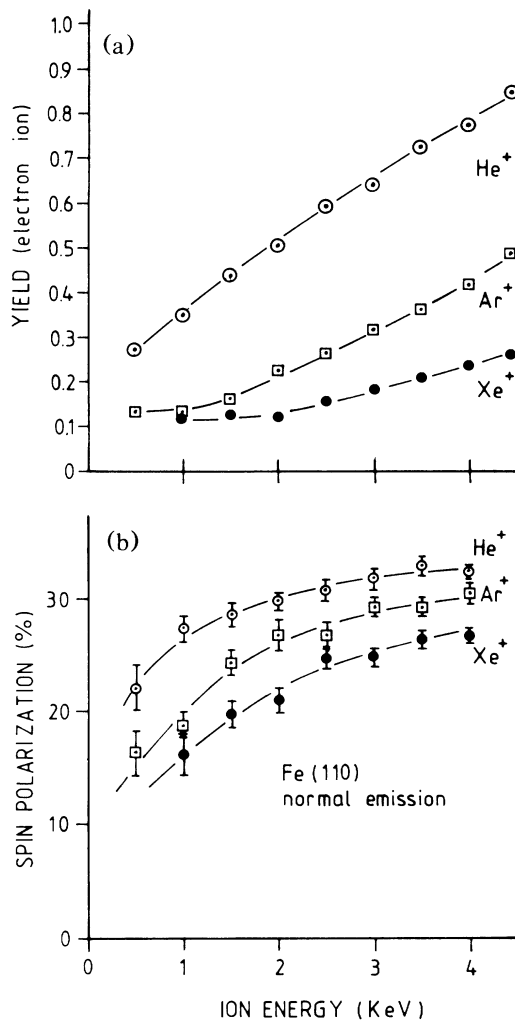 (a)
1.0
0.9
0.8
0.7
0.6
0.5
0.4
0.3
0.2
0.1
0
YIELD (electron ion)
He+
Ar+
Xe+
(b)
30
20
10
0
SPIN POLARIZATION (%)
He+
Ar+
Xe+
Fe (110)
normal emission
0 1 2 3 4
ION ENERGY (KeV)